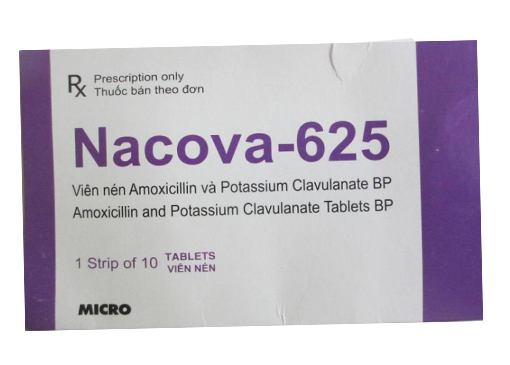 Rx Prescription only
Thuốc bán theo đơn
Nacova-625
Viên nén Amoxicillin và Potassium Clavulanate BP
Amoxicillin and Potassium Clavulanate Tablets BP
1 Strip of 10 TABLETS
VIÊN NÉN
MICRO